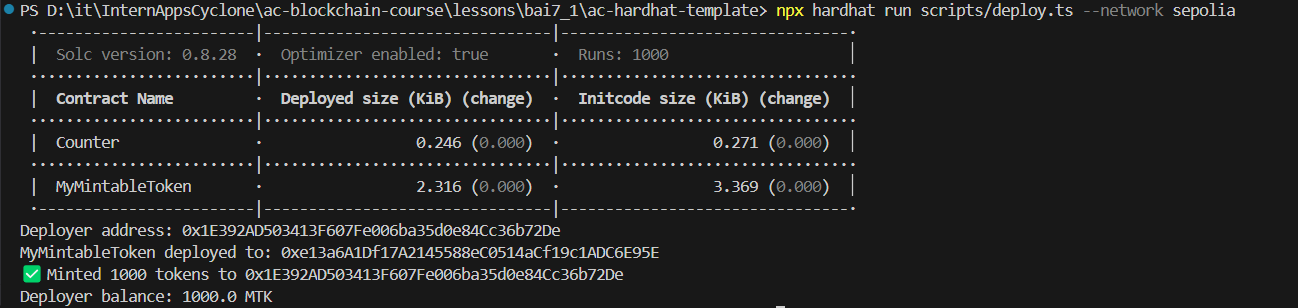 PS D:\it\InternAppsCyclone\ac-blockchain-course\lessons\bai7_1\ac-hardhat-template> npx hardhat run scripts/deploy.ts --network sepolia
| Solc version: 0.8.28 · Optimizer enabled: true · Runs: 1000 |
| Contract Name · Deployed size (KiB) (change) · Initcode size (KiB) (change) |
| Counter · 0.246 (0.000) · 0.271 (0.000) |
| MyMintableToken · 2.316 (0.000) · 3.369 (0.000) |
Deployer address: 0x1E392AD503413F607Fe006ba35d0e84Cc36b72De
MyMintableToken deployed to: 0xe13a6A1Df17A2145588eC0514aCf19c1ADC6E95E
✅ Minted 1000 tokens to 0x1E392AD503413F607Fe006ba35d0e84Cc36b72De
Deployer balance: 1000.0 MTK